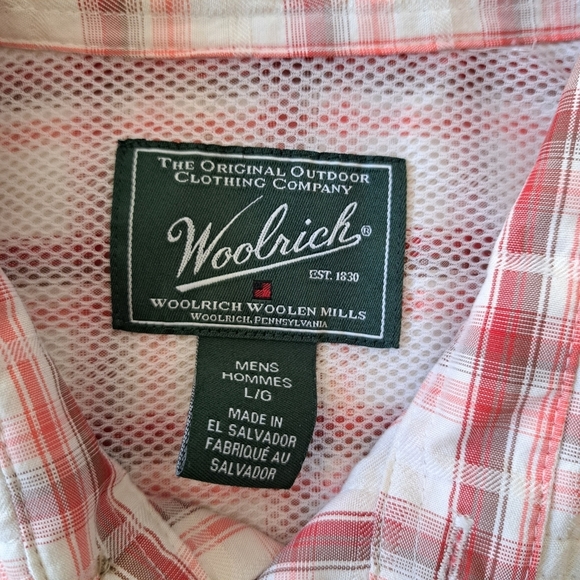 THE ORIGINAL OUTDOOR
CLOTHING COMPANY
Woolrich®
EST. 1830
WOOLRICH WOOLEN MILLS
WOOLRICH, PENNSYLVANIA
MENS
HOMMES
L/G
MADE IN
EL SALVADOR
FABRIQUÉ AU
SALVADOR